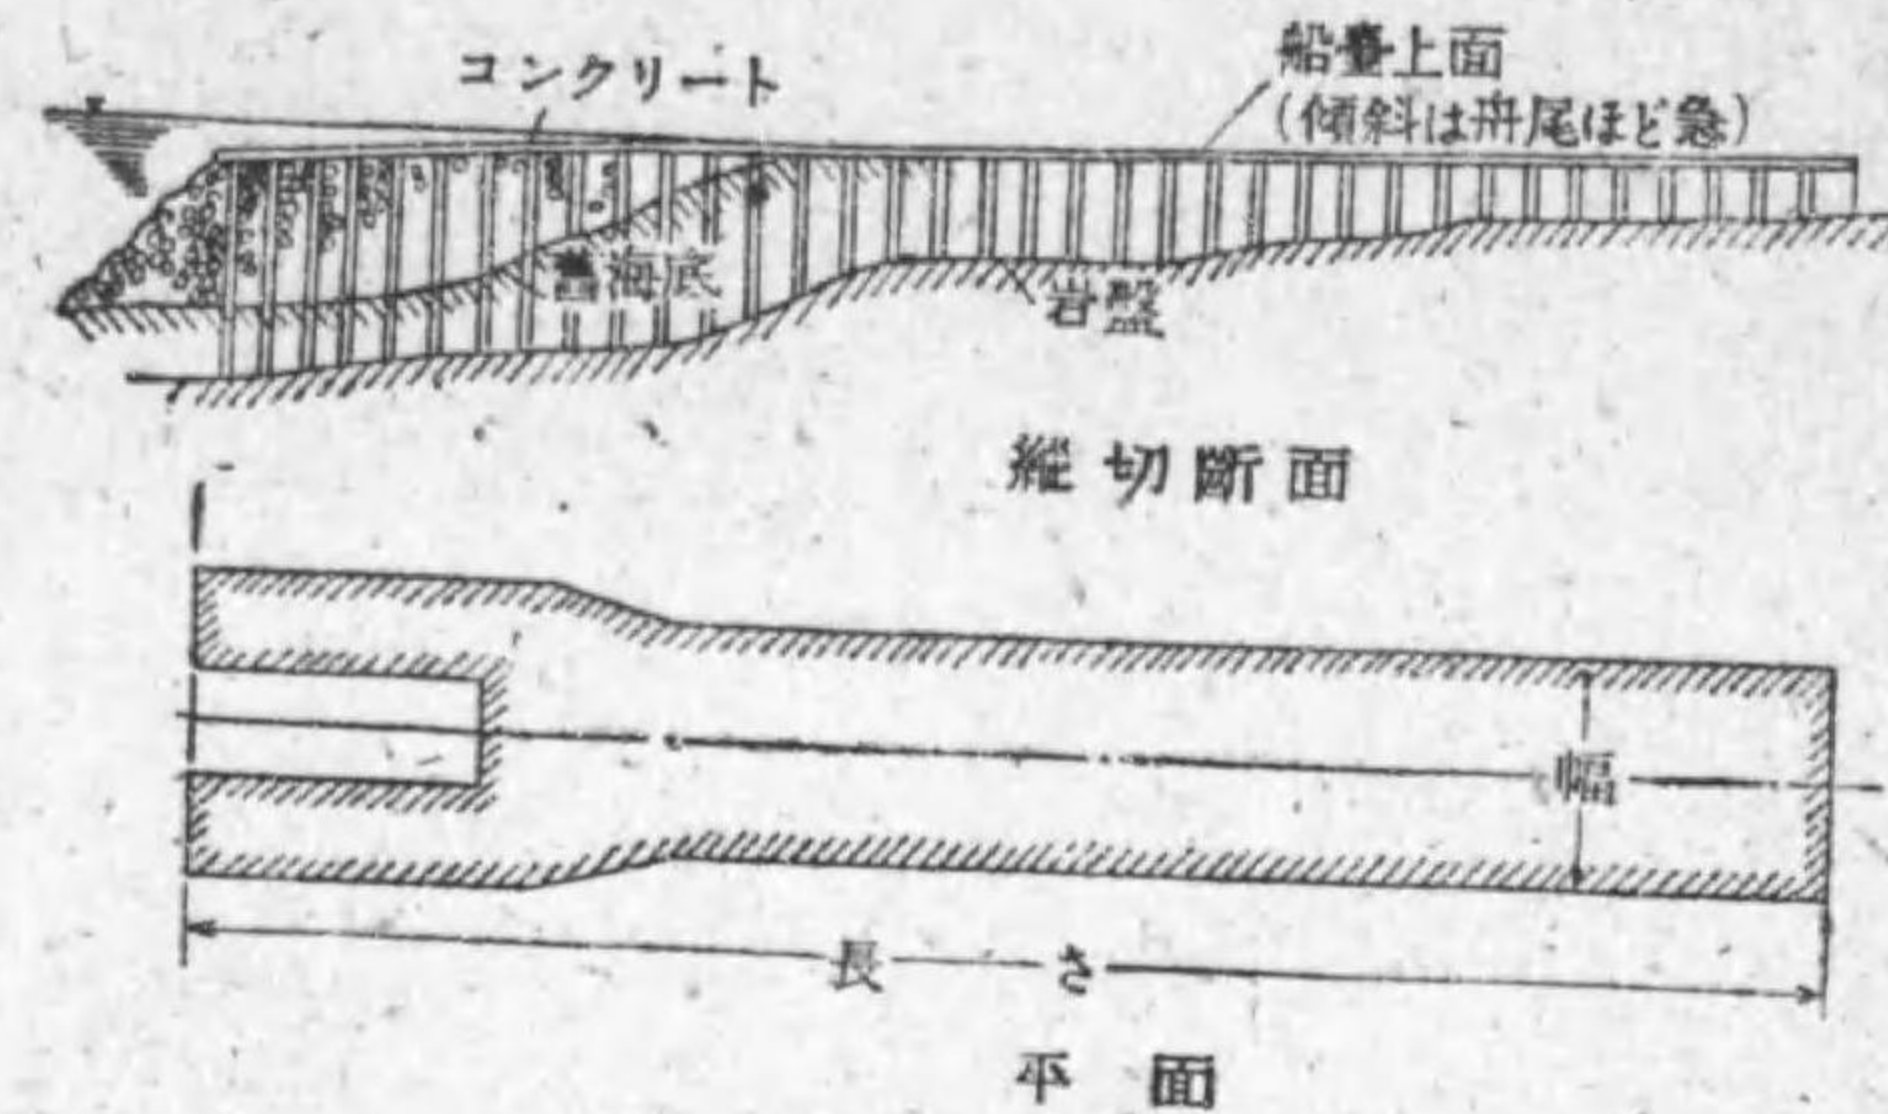 コンクリート
船臺上面
(傾斜は舟尾ほど急)
舊海底
岩盤
縦切斷面
幅
長さ
平面